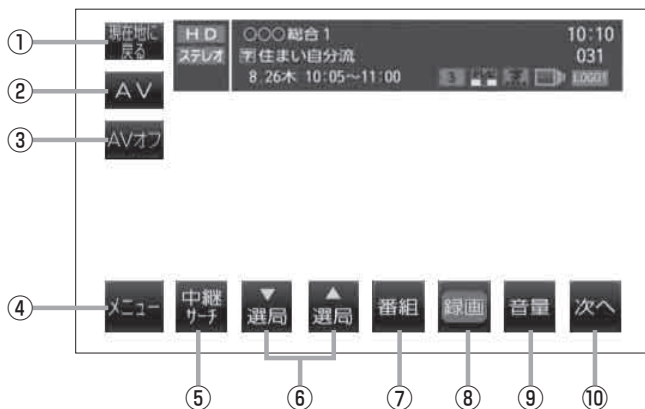 ①
現在地に
戻る
HD
ステレオ
○○○総合1
10:10
字住まい自分流
031
8 26木 10:05~11:00
S
字
LOGO1
②
AV
③
AVオフ
④
メニュー
中継
サーチ
▼
選局
▲
選局
番組
録画
音量
次へ
⑤
⑥
⑦
⑧
⑨
⑩